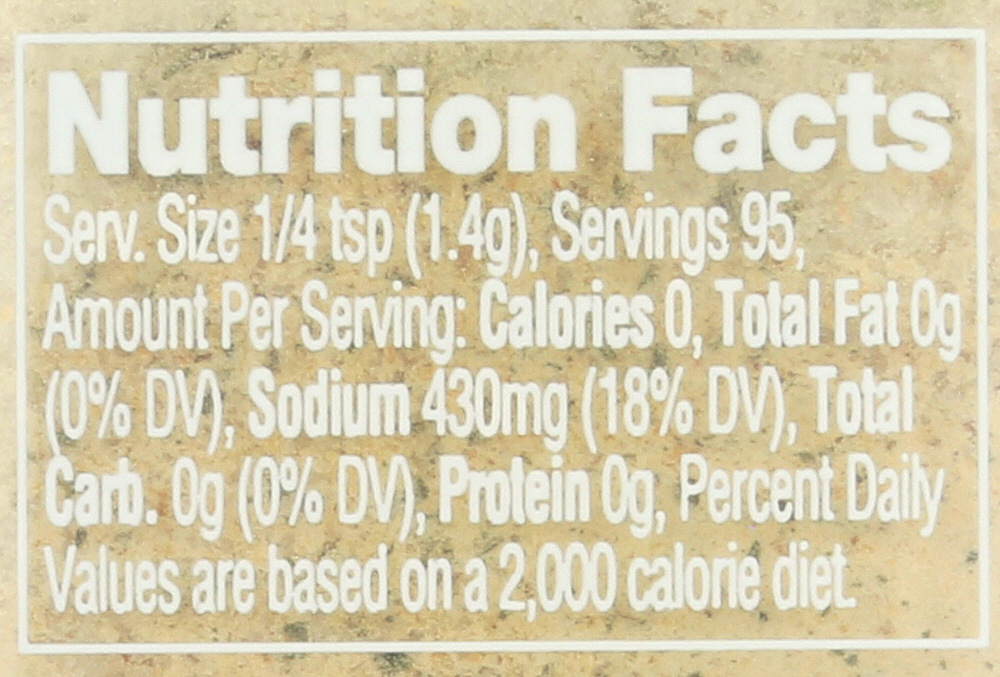 Nutrition Facts
Serv. Size 1/4 tsp (1.4g), Servings 95,
Amount Per Serving: Calories 0, Total Fat 0g
(0% DV), Sodium 430mg (18% DV), Total
Carb. 0g (0% DV), Protein 0g, Percent Daily
Values are based on a 2,000 calorie diet.